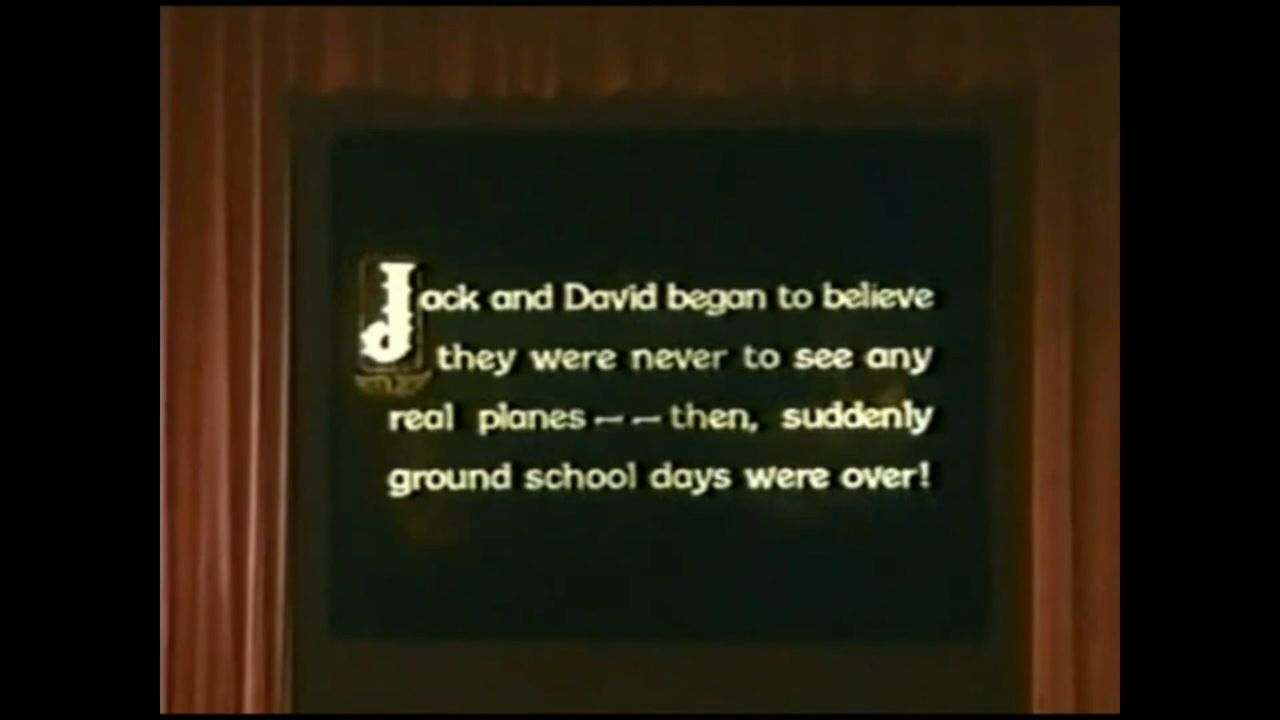 Jack and David began to believe
they were never to see any
real planes -- then, suddenly
ground school days were over!